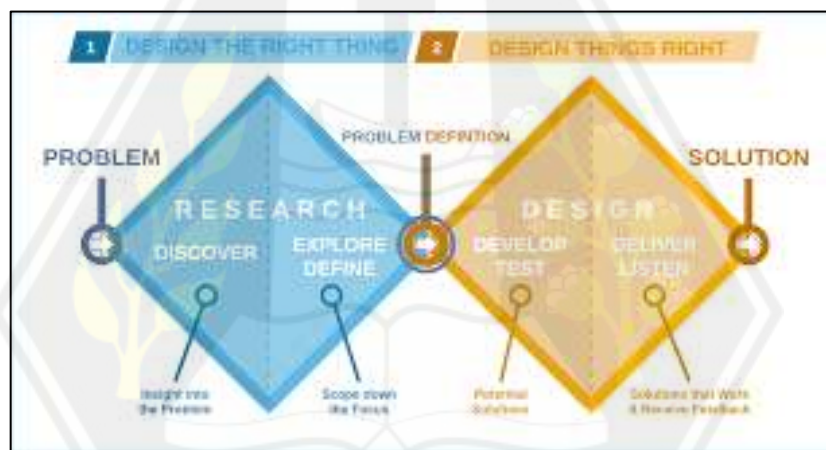 1 DESIGN THE RIGHT THING
2 DESIGN THINGS RIGHT
PROBLEM
PROBLEM DEFINTION
SOLUTION
RESEARCH
DISCOVER
EXPLORE
DEFINE
DESIGN
DEVELOP
TEST
DELIVER
LISTEN
Insight into
the Problem
Scope down
the Focus
Potential
Solutions
Solutions that Work
& Receive Feedback